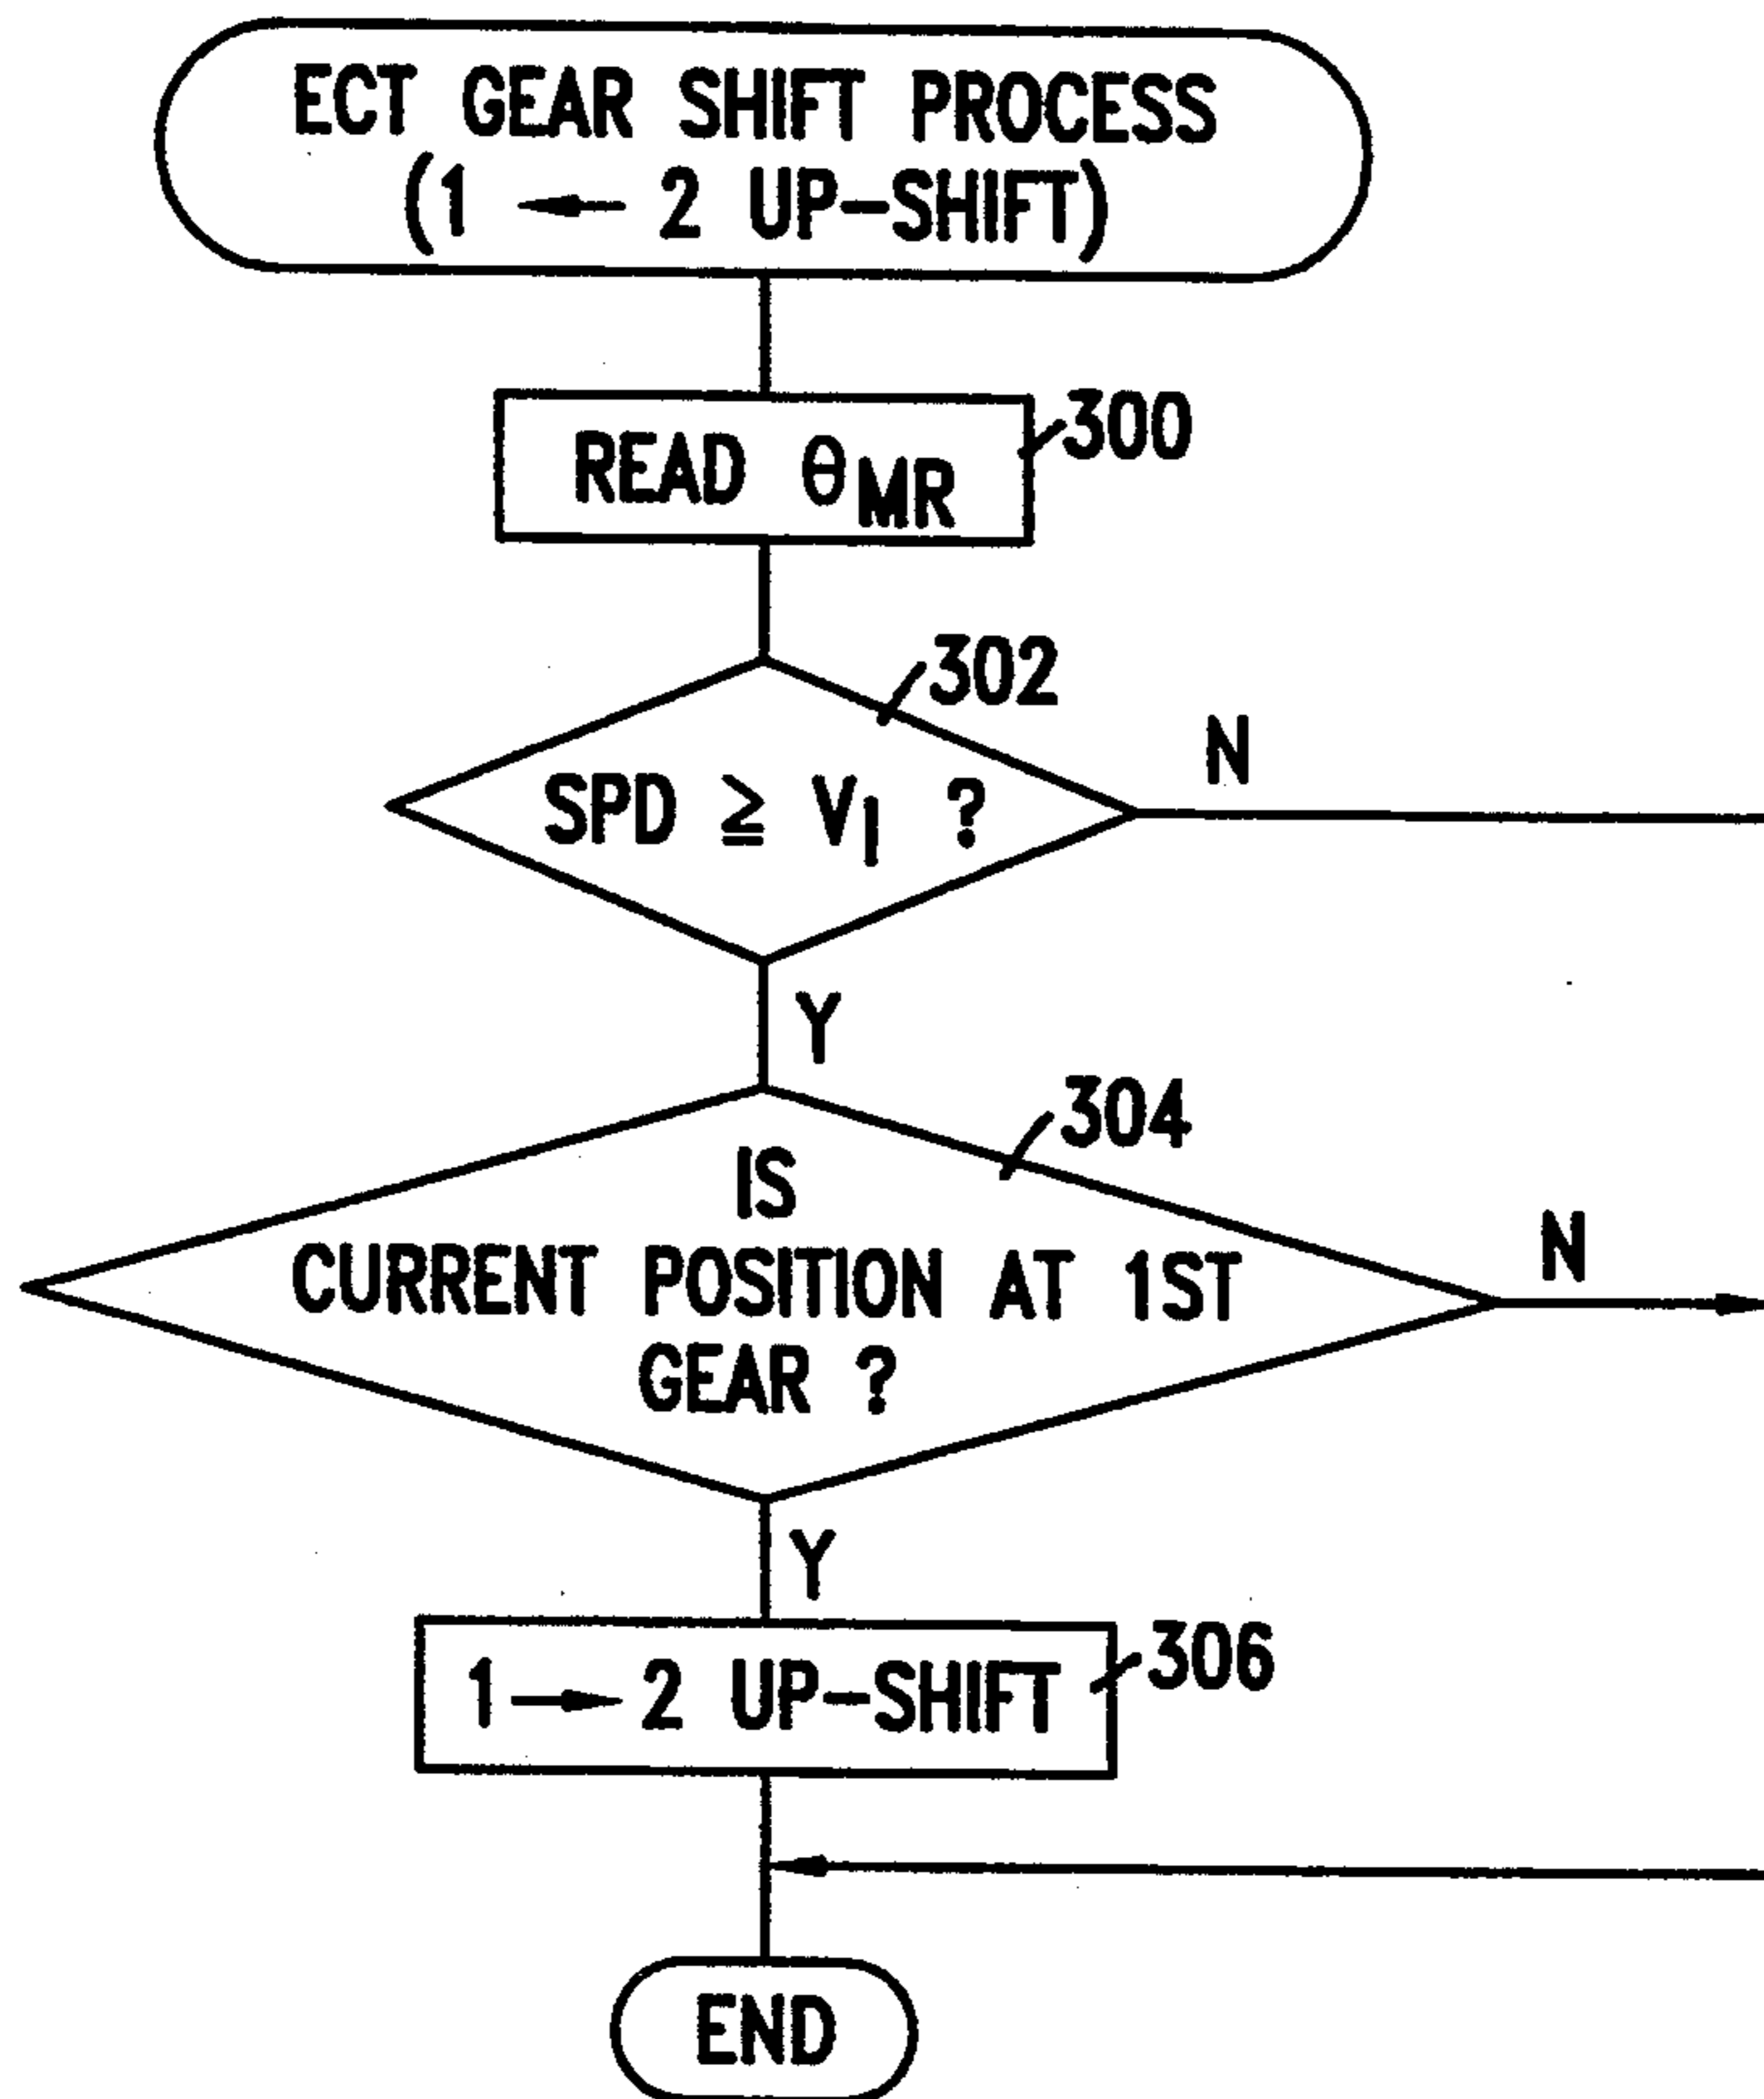 ECT GEAR SHIFT PROCESS
(1 ← 2 UP-SHIFT)
300
READ θMR
302
N
SPD ≧ V1 ?
Y
304
IS
N
CURRENT POSITION AT 1ST
GEAR ?
Y
306
1 → 2 UP-SHIFT
END